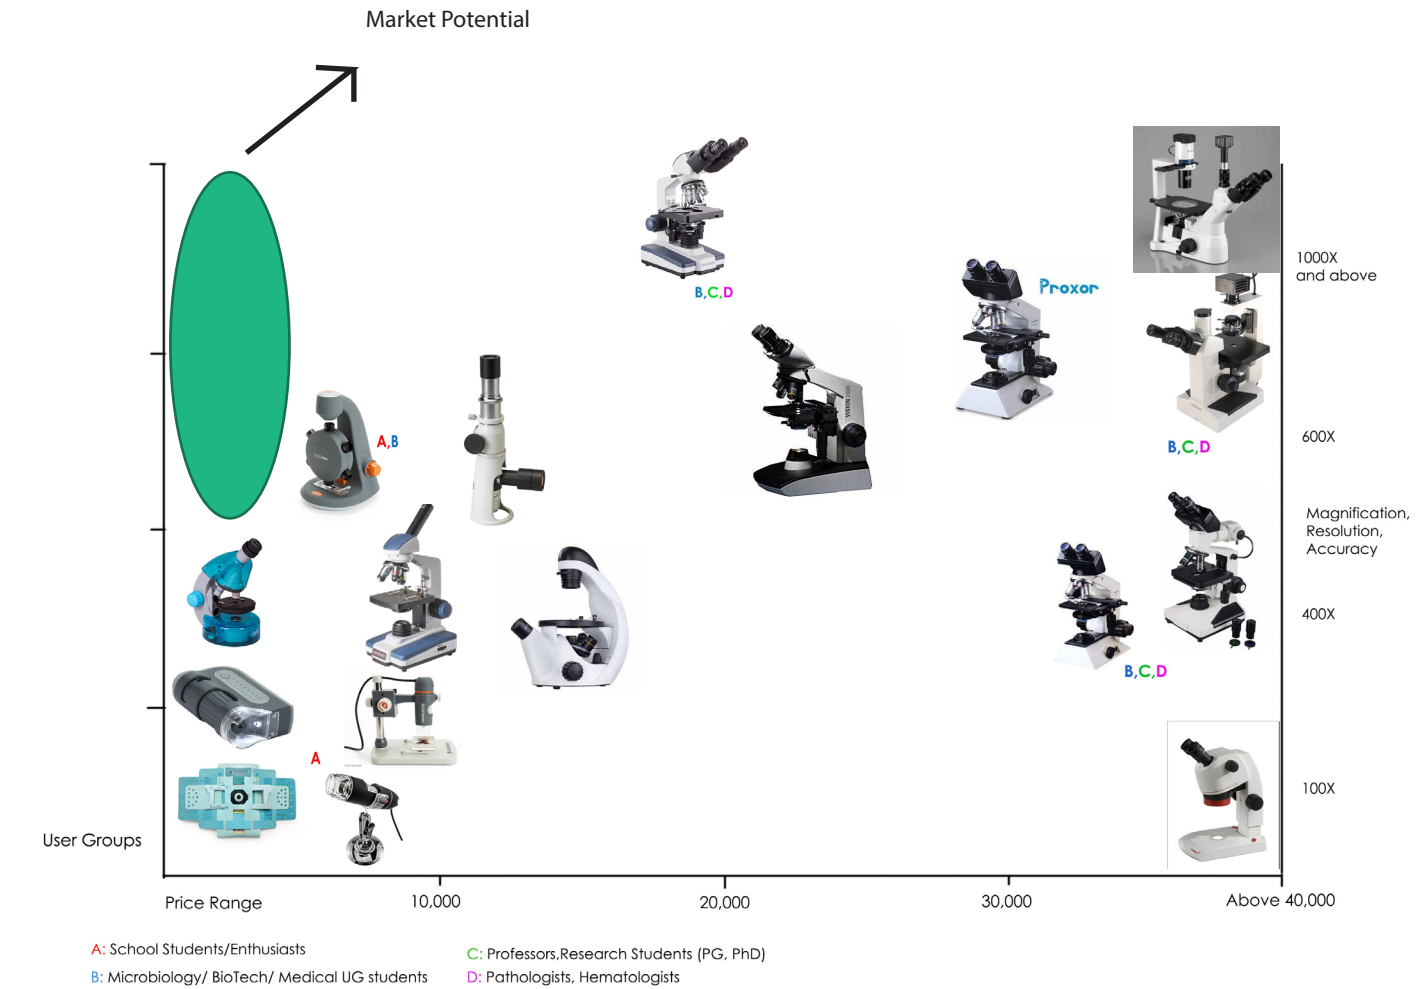 Market Potential
B,C,D
Proxor
1000X
and above
VISION
A,B
600X
B,C,D
Magnification,
Resolution,
Accuracy
400X
B,C,D
A
100X
User Groups
Price Range
10,000
20,000
30,000
Above 40,000
A: School Students/Enthusiasts
C: Professors,Research Students (PG, PhD)
B: Microbiology/ BioTech/ Medical UG students
D: Pathologists, Hematologists